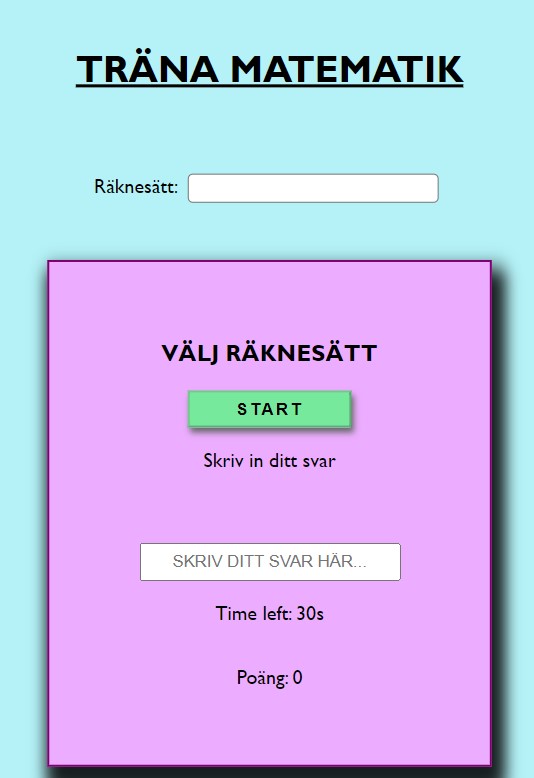 TRÄNA MATEMATIK
Räknesätt:
VÄLJ RÄKNESÄTT
START
Skriv in ditt svar
SKRIV DITT SVAR HÄR...
Time left: 30s
Poäng: 0